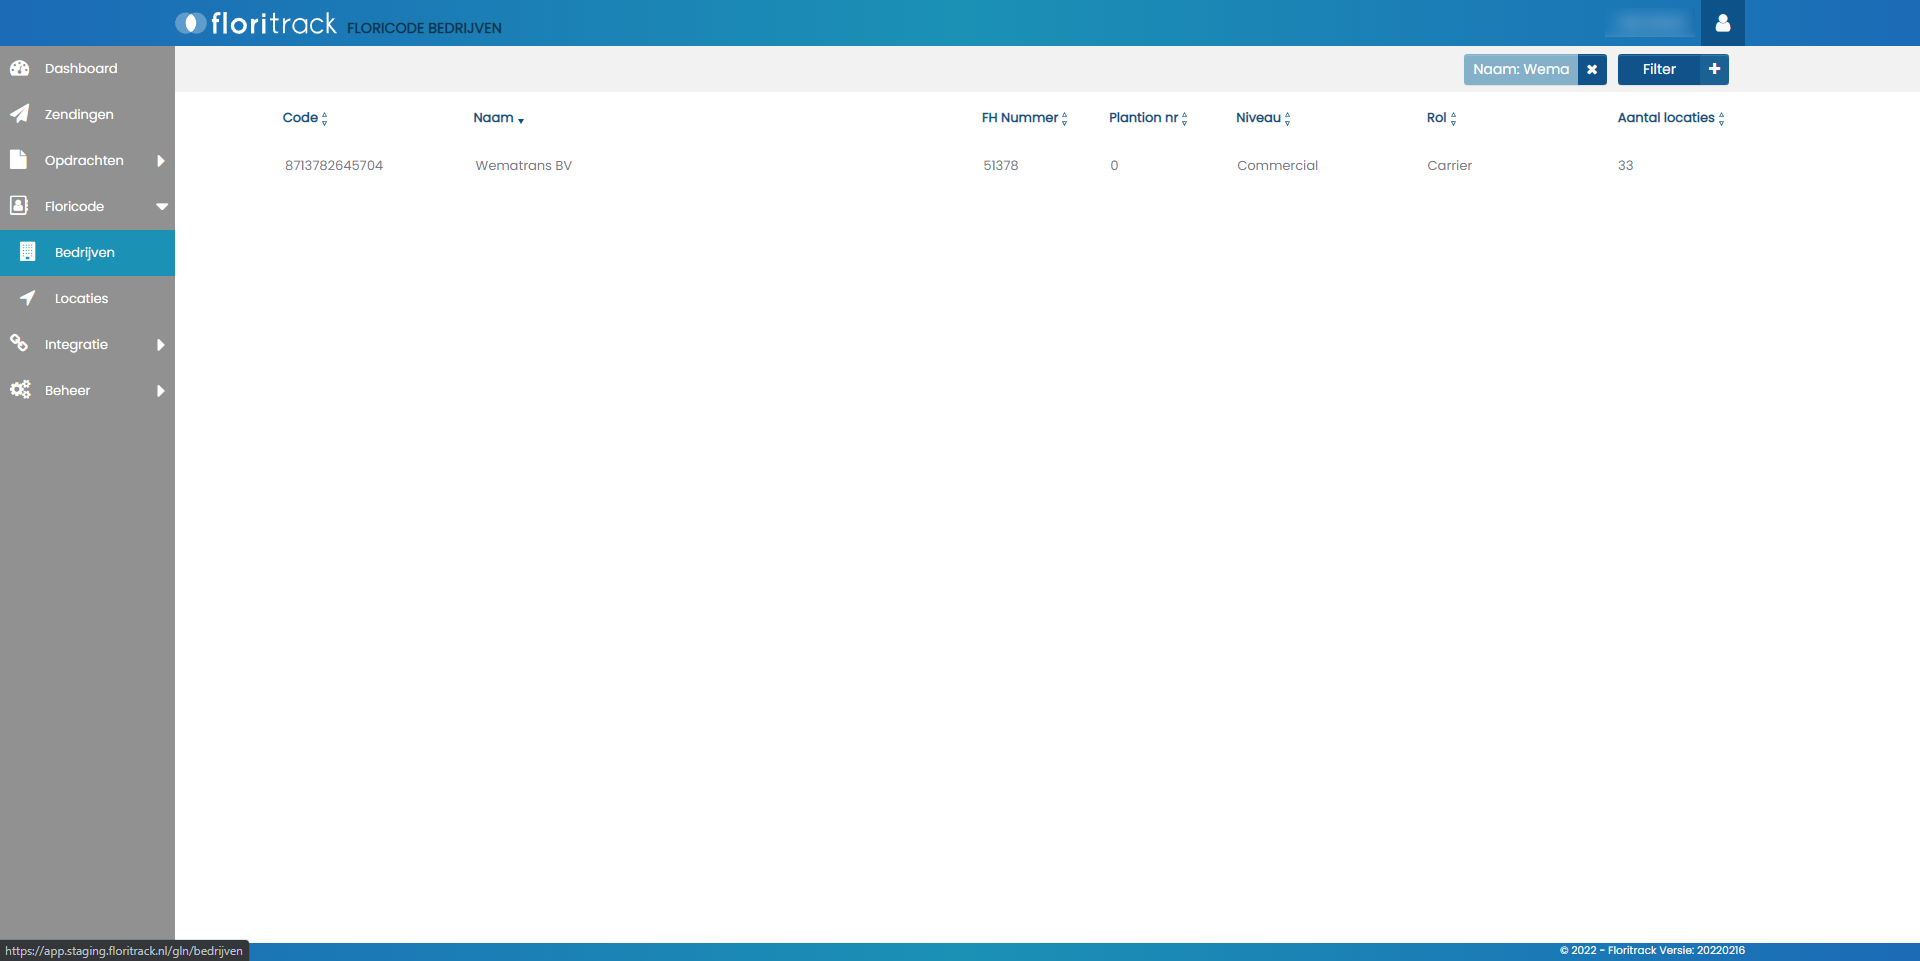 floritrack FLORICODE BEDRIJVEN
Naam: Wema Filter
Dashboard
Zendingen
Opdrachten
Floricode
Bedrijven
Locaties
Integratie
Beheer
Code Naam FH Nummer Plantion nr Niveau Rol Aantal locaties
8713782645704 Wematrans BV 51378 0 Commercial Carrier 33
https://app.staging.floritrack.nl/gln/bedrijven
© 2022 - Floritrack Versie: 20220216